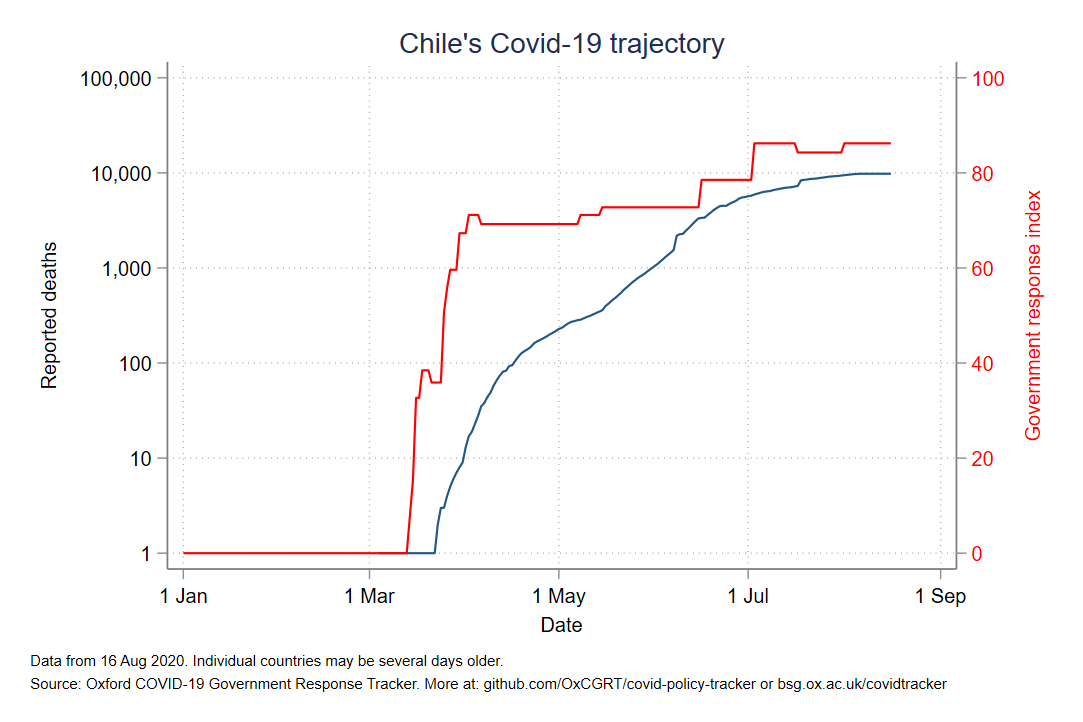 Chile's Covid-19 trajectory
100,000
10,000
1,000
100
10
1
Reported deaths
100
80
60
40
20
0
Government response index
1 Jan
1 Mar
1 May
1 Jul
1 Sep
Date
Data from 16 Aug 2020. Individual countries may be several days older.
Source: Oxford COVID-19 Government Response Tracker. More at: github.com/OxCGRT/covid-policy-tracker or bsg.ox.ac.uk/covidtracker